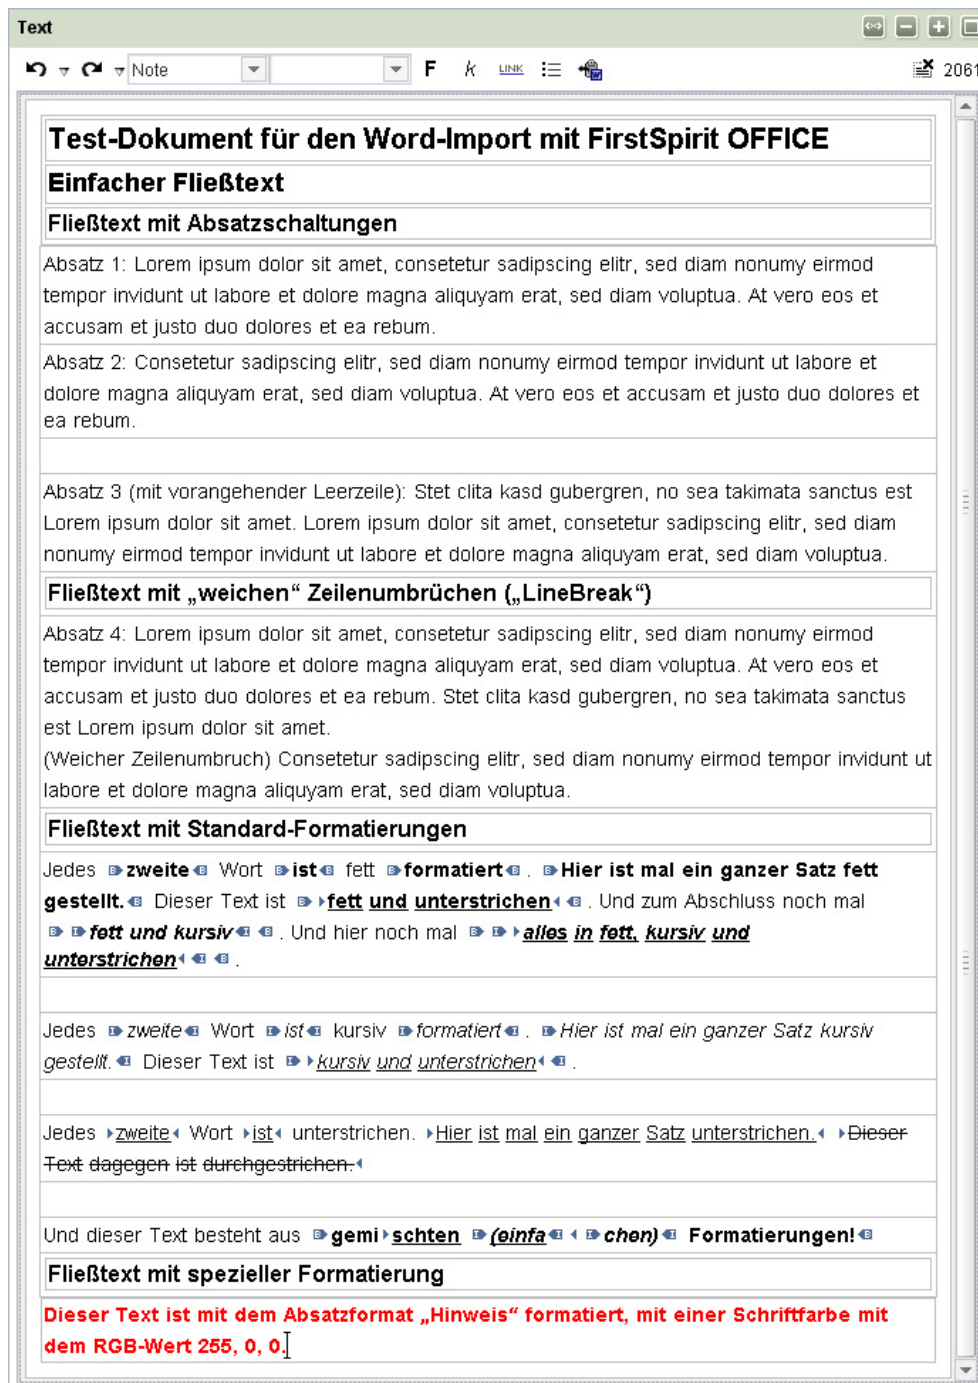 Text
Note
F k LINK 2061
Test-Dokument für den Word-Import mit FirstSpirit OFFICE
Einfacher Fließtext
Fließtext mit Absatzschaltungen
Absatz 1: Lorem ipsum dolor sit amet, consetetur sadipscing elitr, sed diam nonumy eirmod
tempor invidunt ut labore et dolore magna aliquyam erat, sed diam voluptua. At vero eos et
accusam et justo duo dolores et ea rebum.
Absatz 2: Consetetur sadipscing elitr, sed diam nonumy eirmod tempor invidunt ut labore et
dolore magna aliquyam erat, sed diam voluptua. At vero eos et accusam et justo duo dolores et
ea rebum.
Absatz 3 (mit vorangehender Leerzeile): Stet clita kasd gubergren, no sea takimata sanctus est
Lorem ipsum dolor sit amet. Lorem ipsum dolor sit amet, consetetur sadipscing elitr, sed diam
nonumy eirmod tempor invidunt ut labore et dolore magna aliquyam erat, sed diam voluptua.
Fließtext mit „weichen“ Zeilenumbrüchen („LineBreak“)
Absatz 4: Lorem ipsum dolor sit amet, consetetur sadipscing elitr, sed diam nonumy eirmod
tempor invidunt ut labore et dolore magna aliquyam erat, sed diam voluptua. At vero eos et
accusam et justo duo dolores et ea rebum. Stet clita kasd gubergren, no sea takimata sanctus
est Lorem ipsum dolor sit amet.
(Weicher Zeilenumbruch) Consetetur sadipscing elitr, sed diam nonumy eirmod tempor invidunt ut
labore et dolore magna aliquyam erat, sed diam voluptua.
Fließtext mit Standard-Formatierungen
Jedes zweite Wort ist fett formatiert. Hier ist mal ein ganzer Satz fett
gestellt. Dieser Text ist fett und unterstrichen. Und zum Abschluss noch mal
fett und kursiv. Und hier noch mal alles in fett, kursiv und
unterstrichen.
Jedes zweite Wort ist kursiv formatiert. Hier ist mal ein ganzer Satz kursiv
gestellt. Dieser Text ist kursiv und unterstrichen.
Jedes zweite Wort ist unterstrichen. Hier ist mal ein ganzer Satz unterstrichen. Dieser
Text dagegen ist durchgestrichen.
Und dieser Text besteht aus gemischten (einfachen) Formatierungen!
Fließtext mit spezieller Formatierung
Dieser Text ist mit dem Absatzformat „Hinweis“ formatiert, mit einer Schriftfarbe mit
dem RGB-Wert 255, 0, 0.